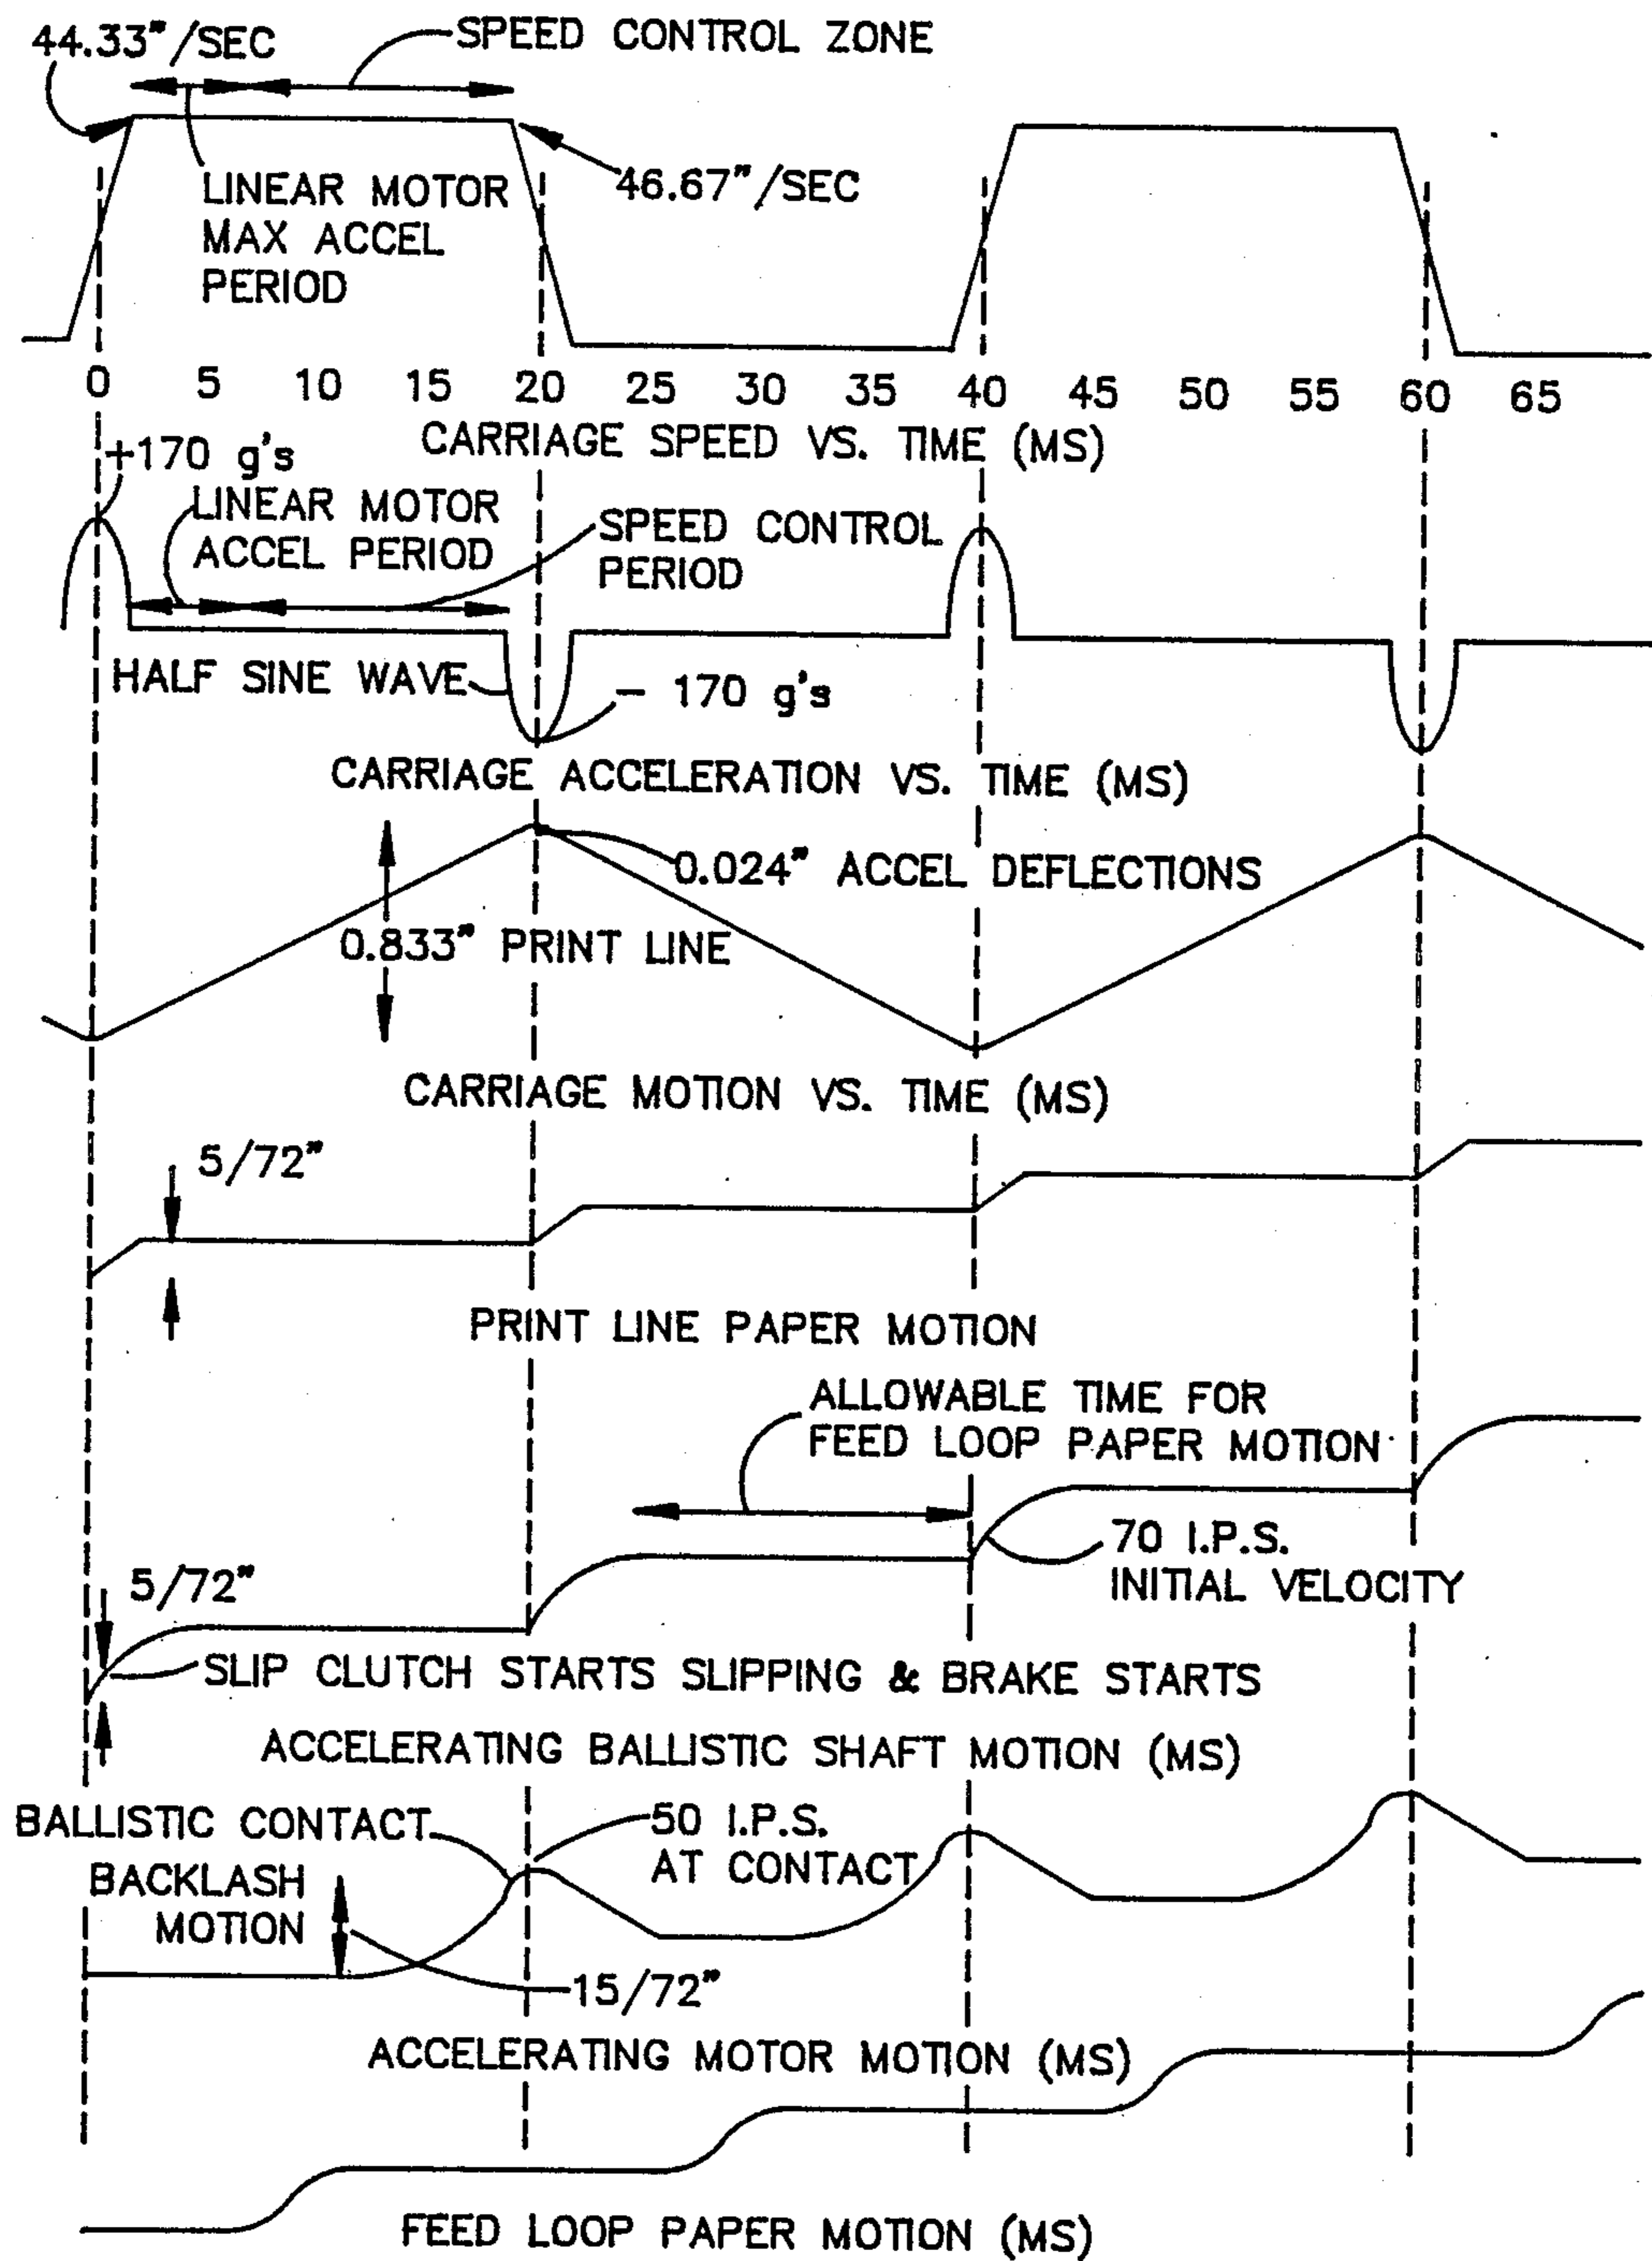 44.33"/SEC
SPEED CONTROL ZONE
LINEAR MOTOR
MAX ACCEL
PERIOD
46.67"/SEC
0 5 10 15 20 25 30 35 40 45 50 55 60 65
CARRIAGE SPEED VS. TIME (MS)
+170 g's
LINEAR MOTOR
ACCEL PERIOD
SPEED CONTROL
PERIOD
HALF SINE WAVE
- 170 g's
CARRIAGE ACCELERATION VS. TIME (MS)
0.024" ACCEL DEFLECTIONS
0.833" PRINT LINE
CARRIAGE MOTION VS. TIME (MS)
5/72"
PRINT LINE PAPER MOTION
ALLOWABLE TIME FOR
FEED LOOP PAPER MOTION
70 I.P.S.
INITIAL VELOCITY
5/72"
SLIP CLUTCH STARTS SLIPPING & BRAKE STARTS
ACCELERATING BALLISTIC SHAFT MOTION (MS)
BALLISTIC CONTACT
50 I.P.S.
AT CONTACT
BACKLASH
MOTION
15/72"
ACCELERATING MOTOR MOTION (MS)
FEED LOOP PAPER MOTION (MS)